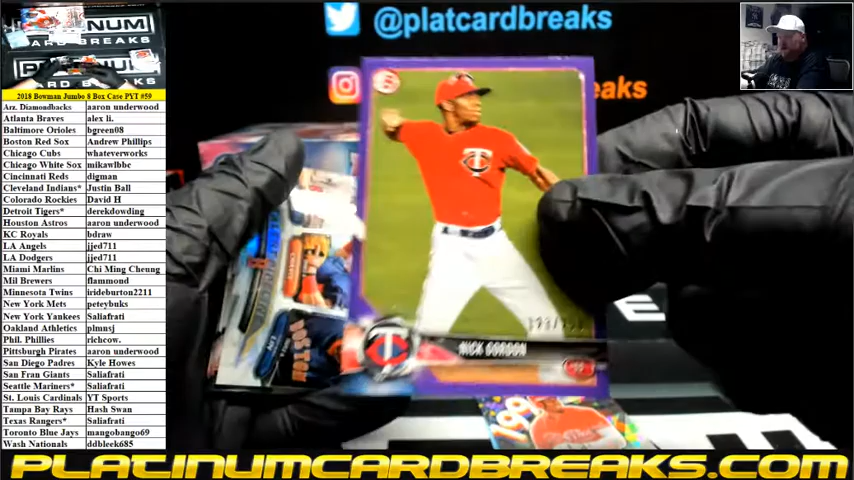 @platcardbreaks
2018 Bowman Jumbo 8 Box Case PYT #59
Arz. Diamondbacks aaron underwood
Atlanta Braves alex li.
Baltimore Orioles bgreen08
Boston Red Sox Andrew Phillips
Chicago Cubs whateverworks
Chicago White Sox mikawlbbc
Cincinnati Reds digman
Cleveland Indians* Justin Ball
Colorado Rockies David H
Detroit Tigers* derekdowding
Houston Astros aaron underwood
KC Royals bdraw
LA Angels jjed711
LA Dodgers jjed711
Miami Marlins Chi Ming Cheung
Mil Brewers flammond
Minnesota Twins irideburton2211
New York Mets peteybuks
New York Yankees Saliafrati
Oakland Athletics plmnsj
Phil. Phillies richcow.
Pittsburgh Pirates aaron underwood
San Diego Padres Kyle Howes
San Fran Giants Saliafrati
Seattle Mariners* Saliafrati
St. Louis Cardinals YT Sports
Tampa Bay Rays Hash Swan
Texas Rangers* Saliafrati
Toronto Blue Jays mangobango69
Wash Nationals ddbleek685
CARD BREAKS
NICK GORDON
PLATINUMCARDBREAKS.COM